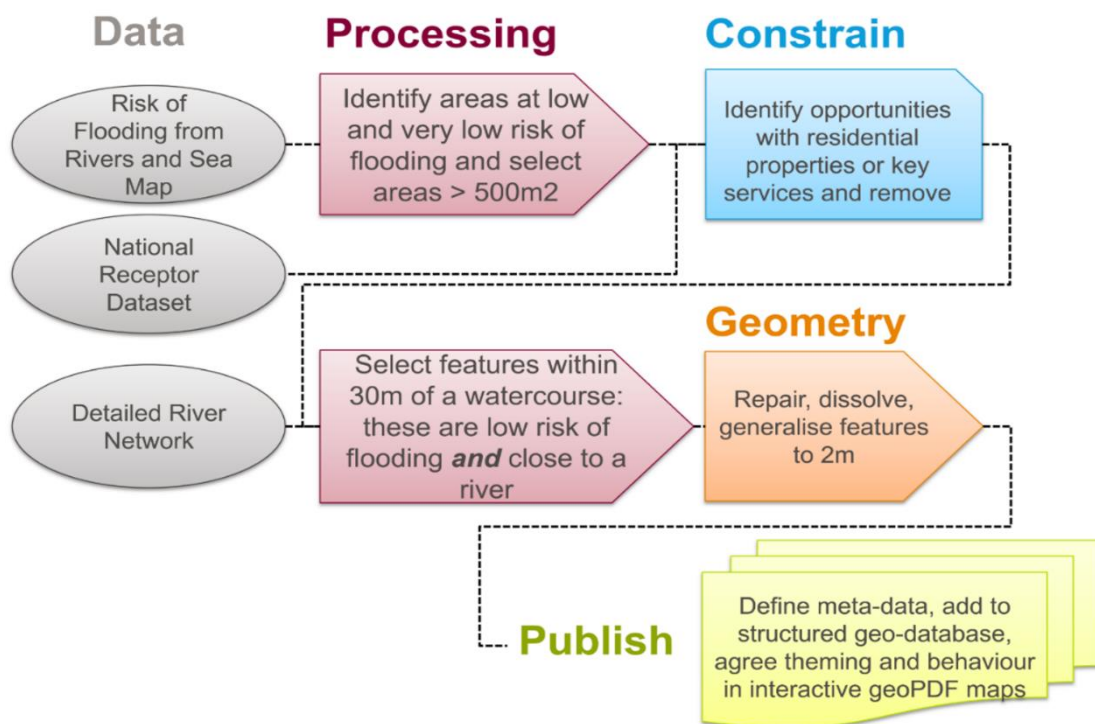 Data
Processing
Constrain
Risk of
Flooding from
Rivers and Sea
Map
Identify areas at low
and very low risk of
flooding and select
areas > 500m2
Identify opportunities
with residential
properties or key
services and remove
National
Receptor
Dataset
Geometry
Detailed River
Network
Select features within
30m of a watercourse:
these are low risk of
flooding and close to a
river
Repair, dissolve,
generalise features
to 2m
Publish
Define meta-data, add to
structured geo-database,
agree theming and behaviour
in interactive geoPDF maps